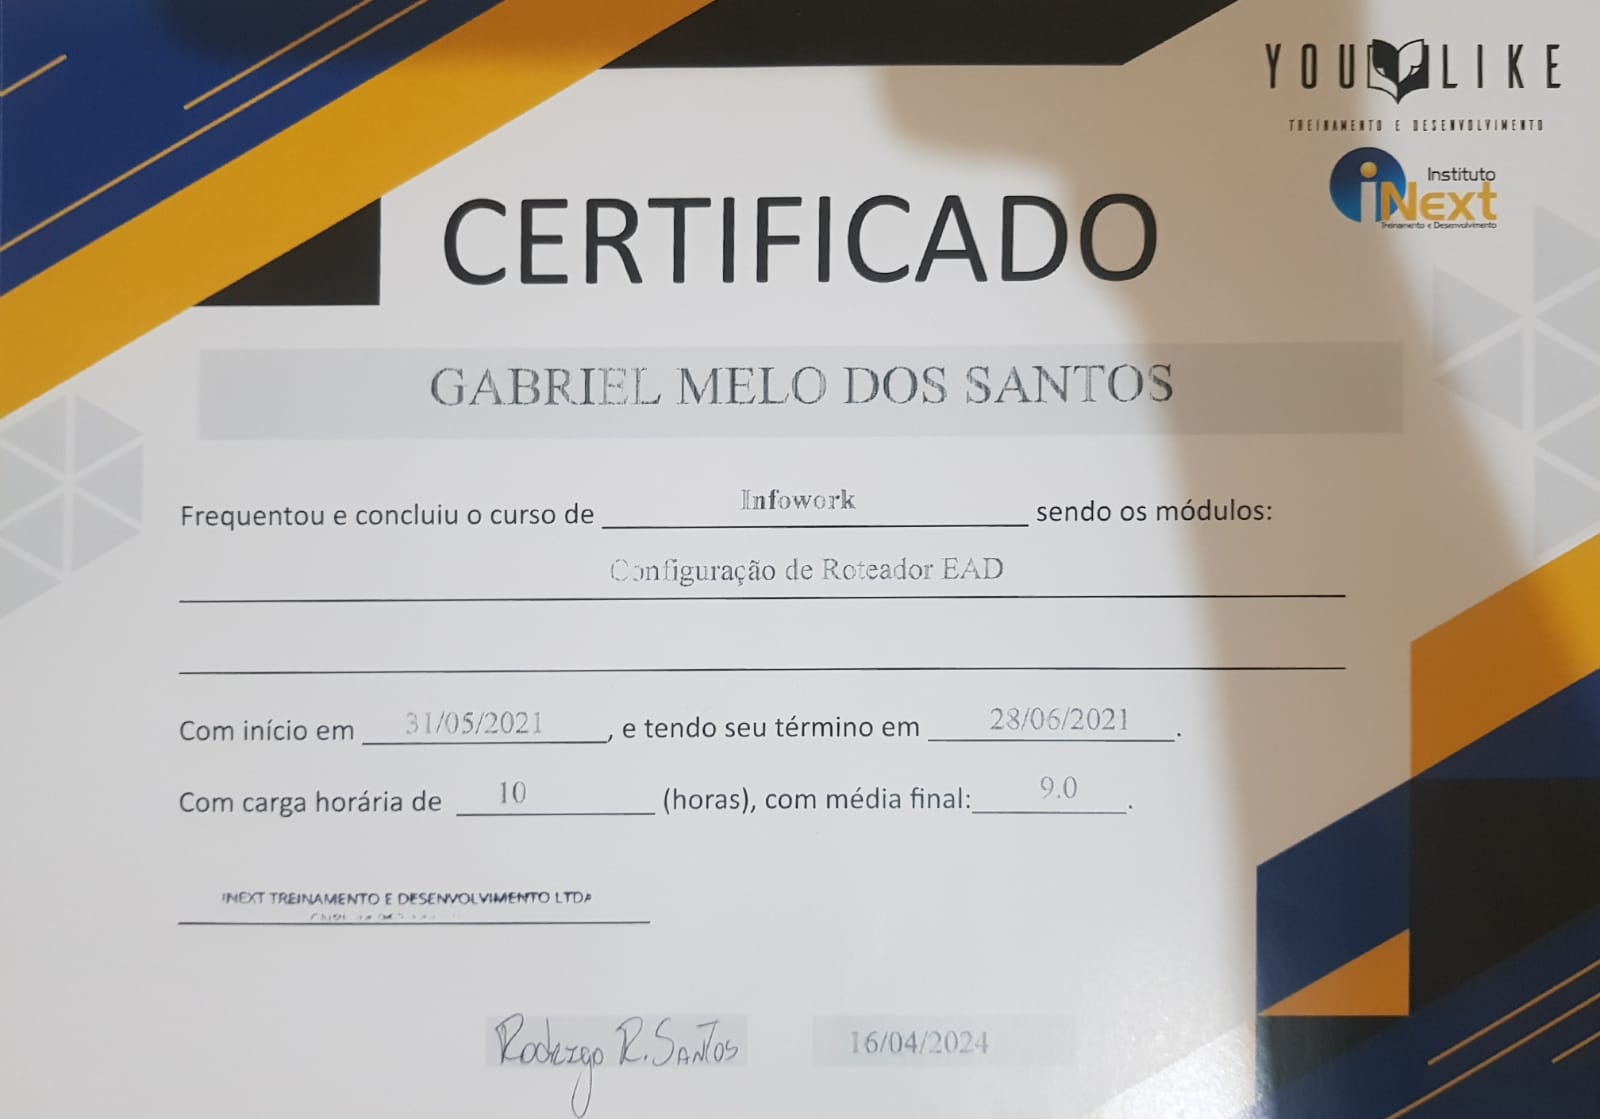 YOU LIKE
TREINAMENTO E DESENVOLVIMENTO
Instituto
iNext
Treinamento e Desenvolvimento
CERTIFICADO
GABRIEL MELO DOS SANTOS
Frequentou e concluiu o curso de Infowork sendo os módulos:
Configuração de Roteador EAD
Com início em 31/05/2021, e tendo seu término em 28/06/2021.
Com carga horária de 10 (horas), com média final: 9.0.
INEXT TREINAMENTO E DESENVOLVIMENTO LTDA
Rodrigo R. Santos 16/04/2024